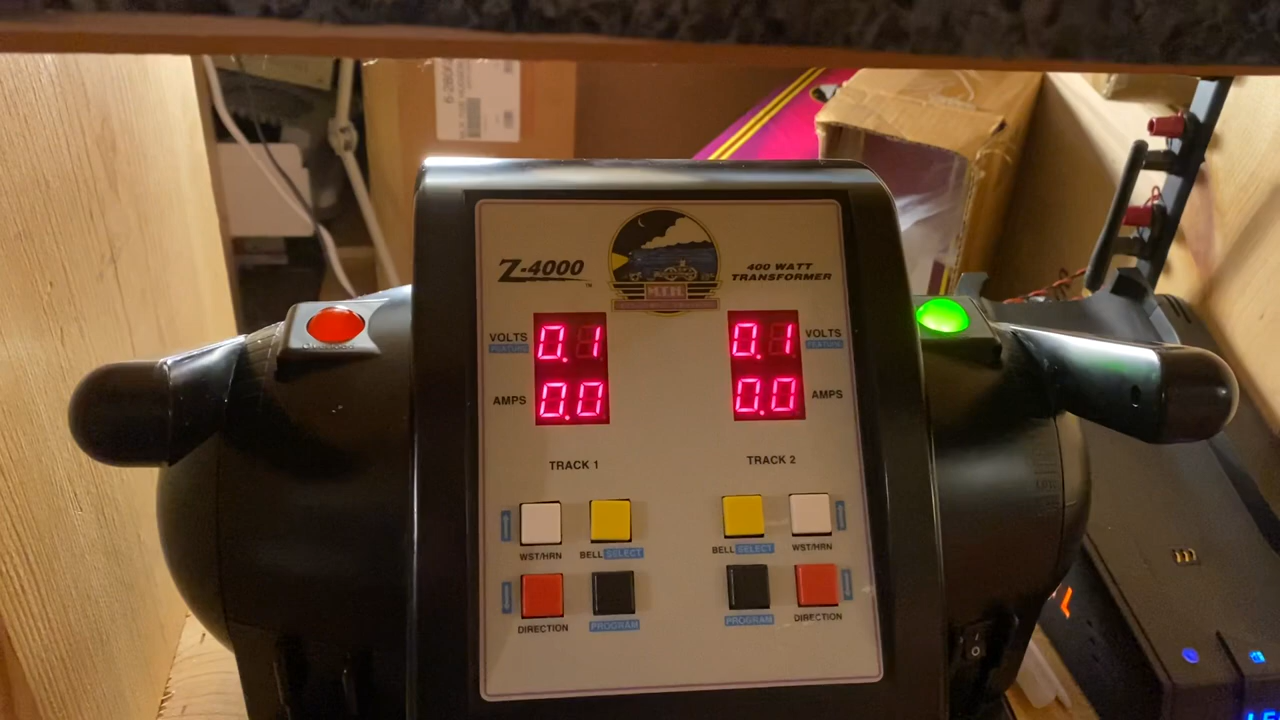 Z-4000
™
400 WATT
TRANSFORMER
M.T.H.
VOLTS
FEATURE
0.1
0.1
VOLTS
FEATURE
AMPS
0.0
0.0
AMPS
TRACK 1
TRACK 2
WST/HRN
BELL SELECT
BELL SELECT
WST/HRN
DIRECTION
PROGRAM
PROGRAM
DIRECTION